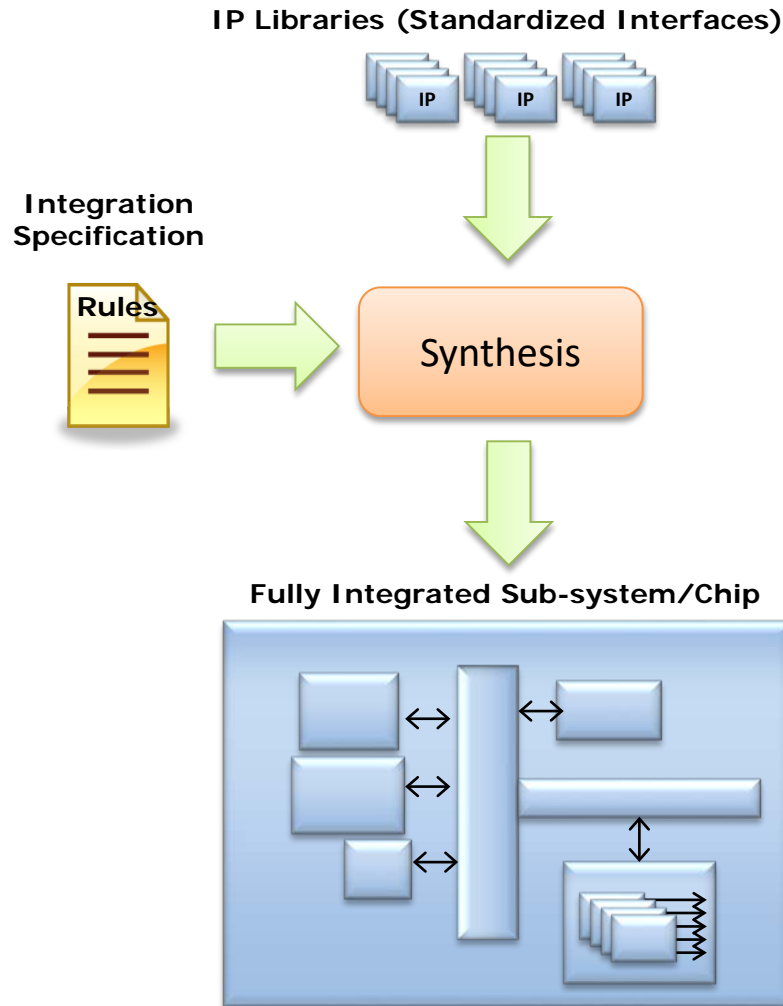 IP Libraries (Standardized Interfaces)
IP IP IP
Integration
Specification
Rules
Synthesis
Fully Integrated Sub-system/Chip